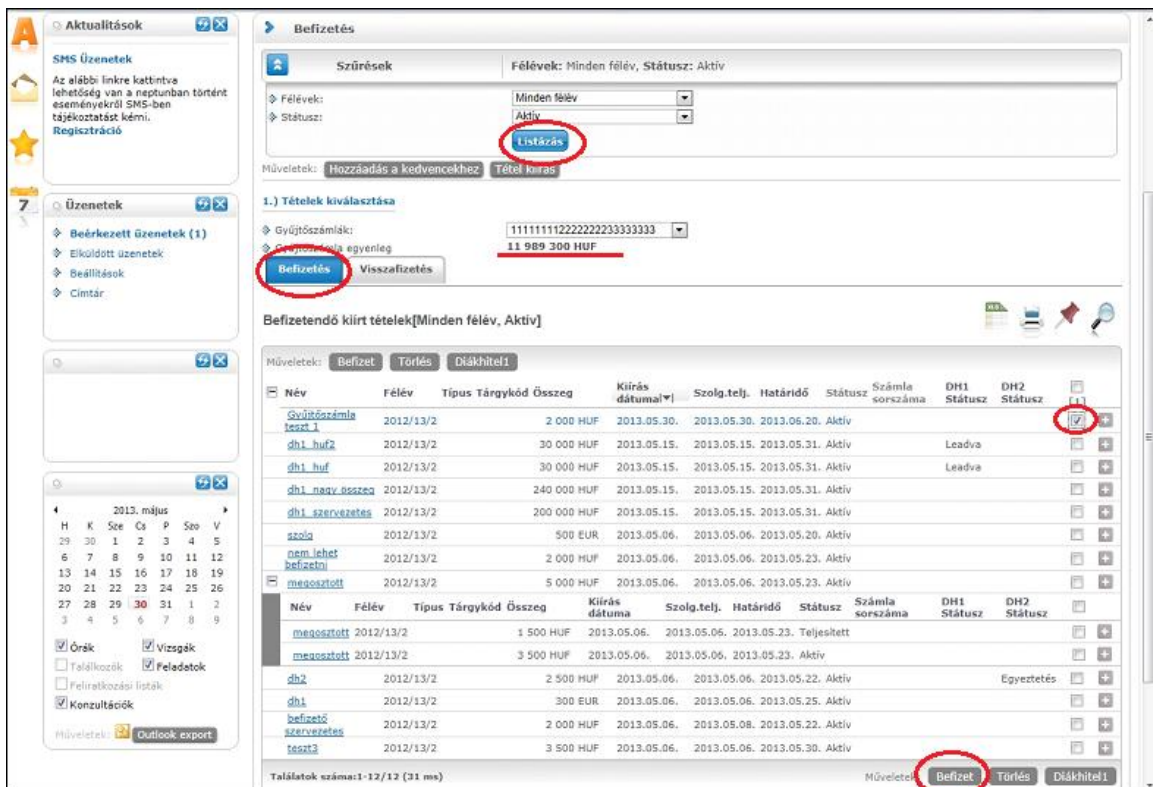 Aktualitások
SMS Üzenetek
Az alábbi linkre kattintva
lehetőség van a neptunban történt
eseményekről SMS-ben
tájékoztatást kérni.
Regisztráció
7
Üzenetek
Beérkezett üzenetek (1)
Elküldött üzenetek
Beállítások
Címtár
2013. május
H K Sze Cs P Szo V
29 30 1 2 3 4 5
6 7 8 9 10 11 12
13 14 15 16 17 18 19
20 21 22 23 24 25 26
27 28 29 30 31 1 2
3 4 5 6 7 8 9
Órák Vizsgák
Találkozók Feladatok
Feliratkozási listák
Konzultációk
Műveletek: Outlook export
Befizetés
Szűrések Félévek: Minden félév, Státusz: Aktív
Félévek: Minden félév
Státusz: Aktív
Listázás
Műveletek: Hozzáadás a kedvencekhez Tétel kiírás
1.) Tételek kiválasztása
Gyűjtőszámlák: 111111112222222233333333
Gyűjtőszámla egyenleg 11 989 300 HUF
Befizetés Visszafizetés
Befizetendő kiírt tételek[Minden félév, Aktív]
Műveletek: Befizet Törlés Diákhitel1
Név Félév Típus Tárgykód Összeg Kiírás dátuma Szolg.telj. Határidő Státusz Számla sorszáma DH1 Státusz DH2 Státusz (1)
Gyűjtőszámla teszt 1 2012/13/2 2 000 HUF 2013.05.30. 2013.05.30. 2013.06.20. Aktív
dh1_huf2 2012/13/2 30 000 HUF 2013.05.15. 2013.05.15. 2013.05.31. Aktív Leadva
dh1_huf 2012/13/2 30 000 HUF 2013.05.15. 2013.05.15. 2013.05.31. Aktív Leadva
dh1_nagy összeg 2012/13/2 240 000 HUF 2013.05.15. 2013.05.15. 2013.05.31. Aktív
dh1_szervezetes 2012/13/2 200 000 HUF 2013.05.15. 2013.05.15. 2013.05.31. Aktív
szolg 2012/13/2 500 EUR 2013.05.06. 2013.05.06. 2013.05.20. Aktív
nem lehet befizetni 2012/13/2 2 000 HUF 2013.05.06. 2013.05.06. 2013.05.23. Aktív
megosztott 2012/13/2 5 000 HUF 2013.05.06. 2013.05.06. 2013.05.23. Aktív
Név Félév Típus Tárgykód Összeg Kiírás dátuma Szolg.telj. Határidő Státusz Számla sorszáma DH1 Státusz DH2 Státusz
megosztott 2012/13/2 1 500 HUF 2013.05.06. 2013.05.06. 2013.05.23. Teljesített
megosztott 2012/13/2 3 500 HUF 2013.05.06. 2013.05.06. 2013.05.23. Aktív
dh2 2012/13/2 2 500 HUF 2013.05.06. 2013.05.06. 2013.05.22. Aktív Egyeztetés
dh1 2012/13/2 300 EUR 2013.05.06. 2013.05.06. 2013.05.25. Aktív
befizető szervezetes 2012/13/2 2 000 HUF 2013.05.06. 2013.05.08. 2013.05.22. Aktív
teszt3 2012/13/2 3 500 HUF 2013.05.06. 2013.05.06. 2013.05.30. Aktív
Találatok száma:1-12/12 (31 ms) Műveletek: Befizet Törlés Diákhitel1